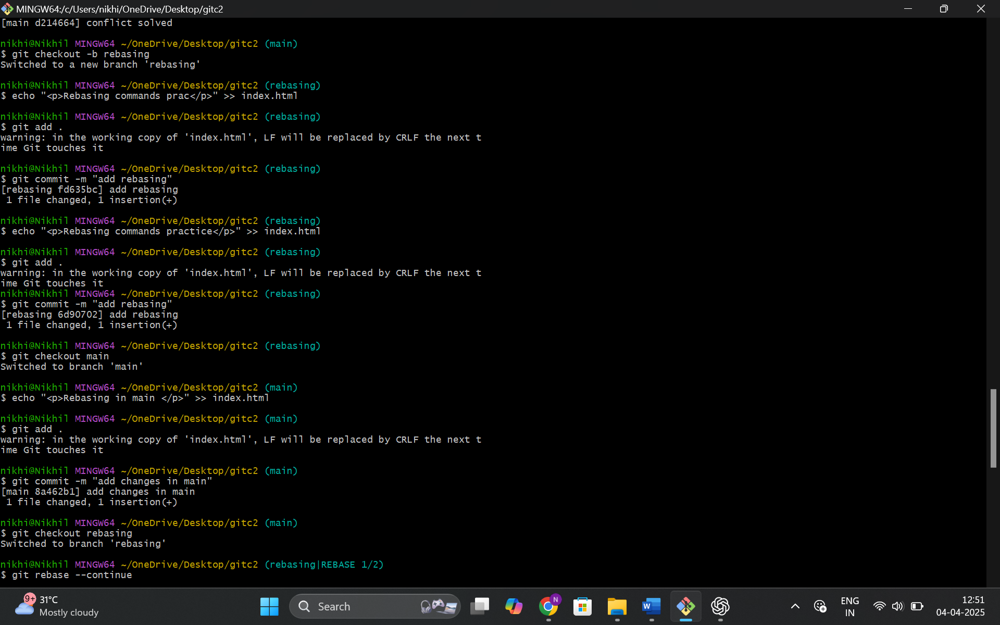 MINGW64:/c/Users/nikhi/OneDrive/Desktop/gitc2
[main d214664] conflict solved
nikhi@Nikhil MINGW64 ~/OneDrive/Desktop/gitc2 (main)
$ git checkout -b rebasing
Switched to a new branch 'rebasing'
nikhi@Nikhil MINGW64 ~/OneDrive/Desktop/gitc2 (rebasing)
$ echo "<p>Rebasing commands prac</p>" >> index.html
nikhi@Nikhil MINGW64 ~/OneDrive/Desktop/gitc2 (rebasing)
$ git add .
warning: in the working copy of 'index.html', LF will be replaced by CRLF the next t
ime Git touches it
nikhi@Nikhil MINGW64 ~/OneDrive/Desktop/gitc2 (rebasing)
$ git commit -m "add rebasing"
[rebasing fd635bc] add rebasing
1 file changed, 1 insertion(+)
nikhi@Nikhil MINGW64 ~/OneDrive/Desktop/gitc2 (rebasing)
$ echo "<p>Rebasing commands practice</p>" >> index.html
nikhi@Nikhil MINGW64 ~/OneDrive/Desktop/gitc2 (rebasing)
$ git add .
warning: in the working copy of 'index.html', LF will be replaced by CRLF the next t
ime Git touches it
nikhi@Nikhil MINGW64 ~/OneDrive/Desktop/gitc2 (rebasing)
$ git commit -m "add rebasing"
[rebasing 6d90702] add rebasing
1 file changed, 1 insertion(+)
nikhi@Nikhil MINGW64 ~/OneDrive/Desktop/gitc2 (rebasing)
$ git checkout main
Switched to branch 'main'
nikhi@Nikhil MINGW64 ~/OneDrive/Desktop/gitc2 (main)
$ echo "<p>Rebasing in main </p>" >> index.html
nikhi@Nikhil MINGW64 ~/OneDrive/Desktop/gitc2 (main)
$ git add .
warning: in the working copy of 'index.html', LF will be replaced by CRLF the next t
ime Git touches it
nikhi@Nikhil MINGW64 ~/OneDrive/Desktop/gitc2 (main)
$ git commit -m "add changes in main"
[main 8a462b1] add changes in main
1 file changed, 1 insertion(+)
nikhi@Nikhil MINGW64 ~/OneDrive/Desktop/gitc2 (main)
$ git checkout rebasing
Switched to branch 'rebasing'
nikhi@Nikhil MINGW64 ~/OneDrive/Desktop/gitc2 (rebasing|REBASE 1/2)
$ git rebase --continue
9+
31°C
Mostly cloudy
Search
N
W
ENG
IN
12:51
04-04-2025